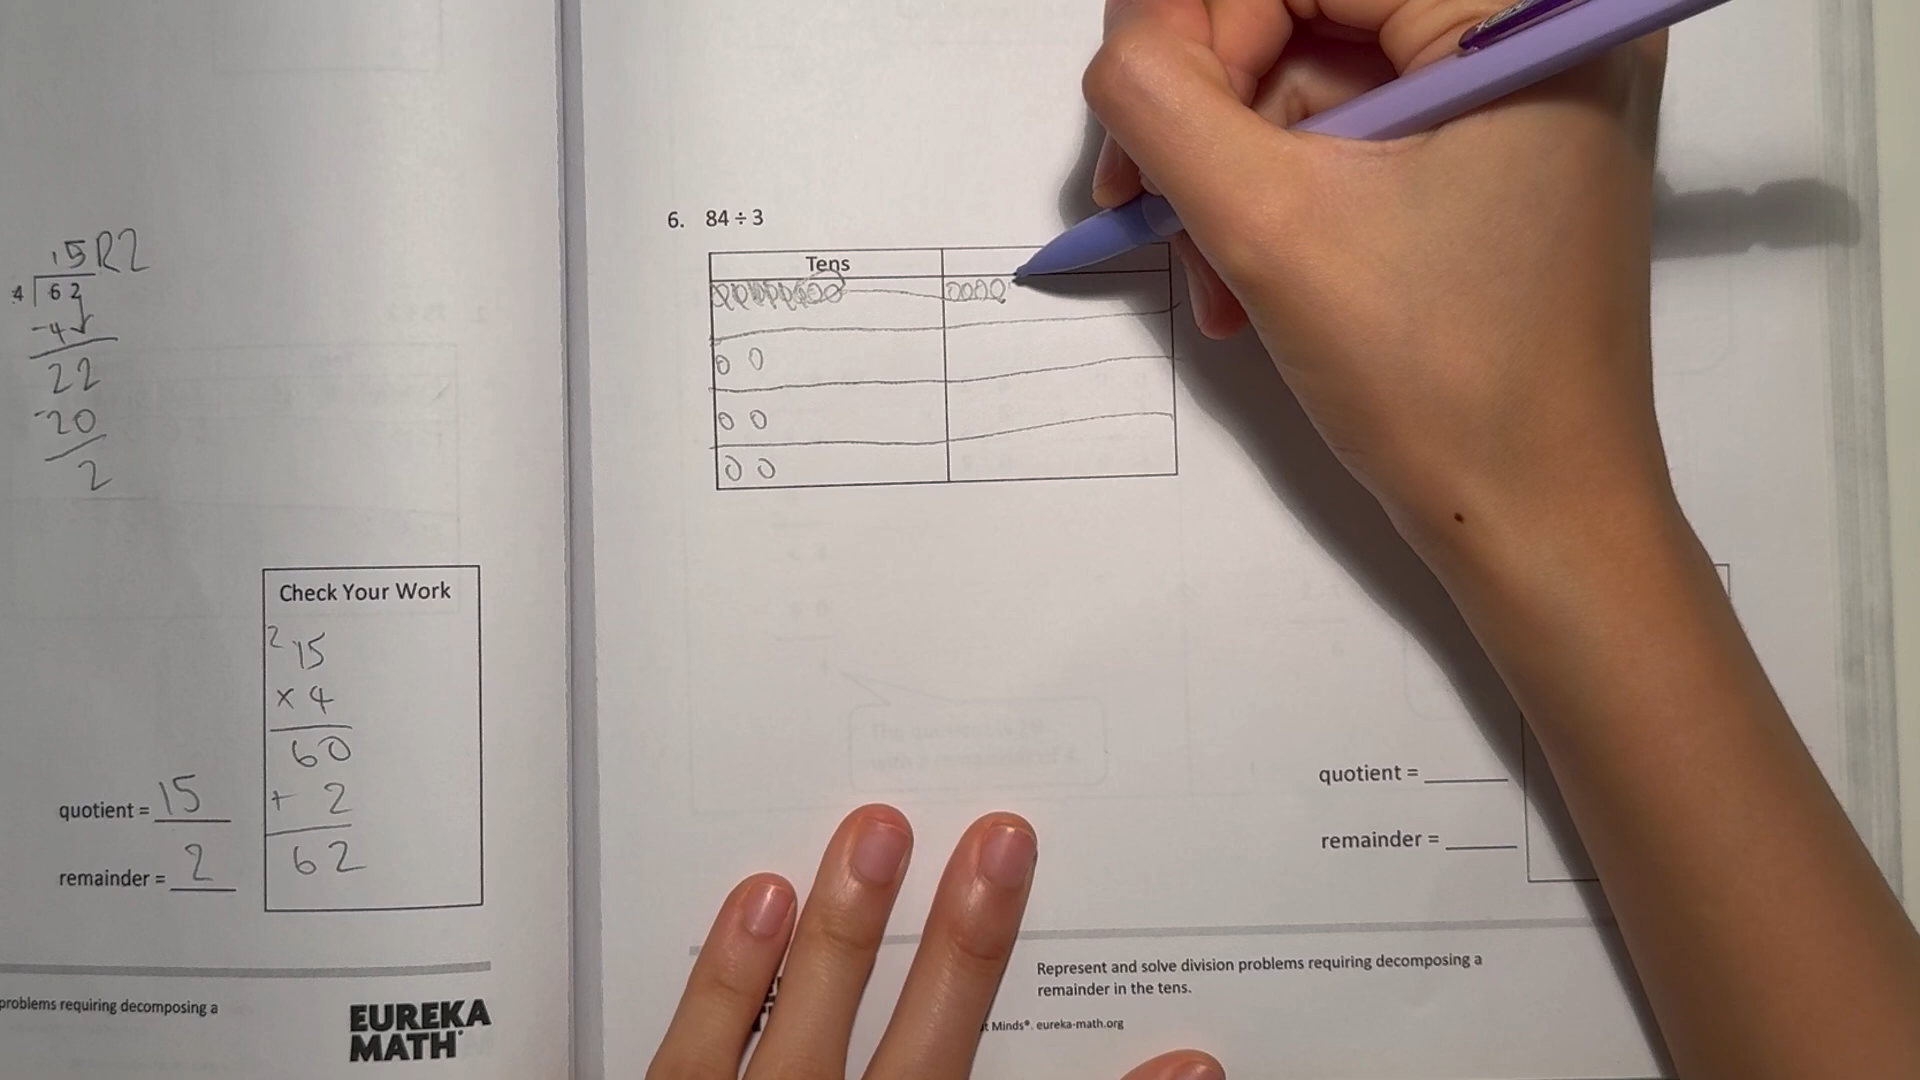 15R2
4 62
-4
22
-20
2
Check Your Work
2 15
x 4
60
+ 2
62
quotient = 15
remainder = 2
problems requiring decomposing a
EUREKA
MATH
6. 84 ÷ 3
Tens
quotient =
remainder =
Represent and solve division problems requiring decomposing a
remainder in the tens.
t Minds®. eureka-math.org